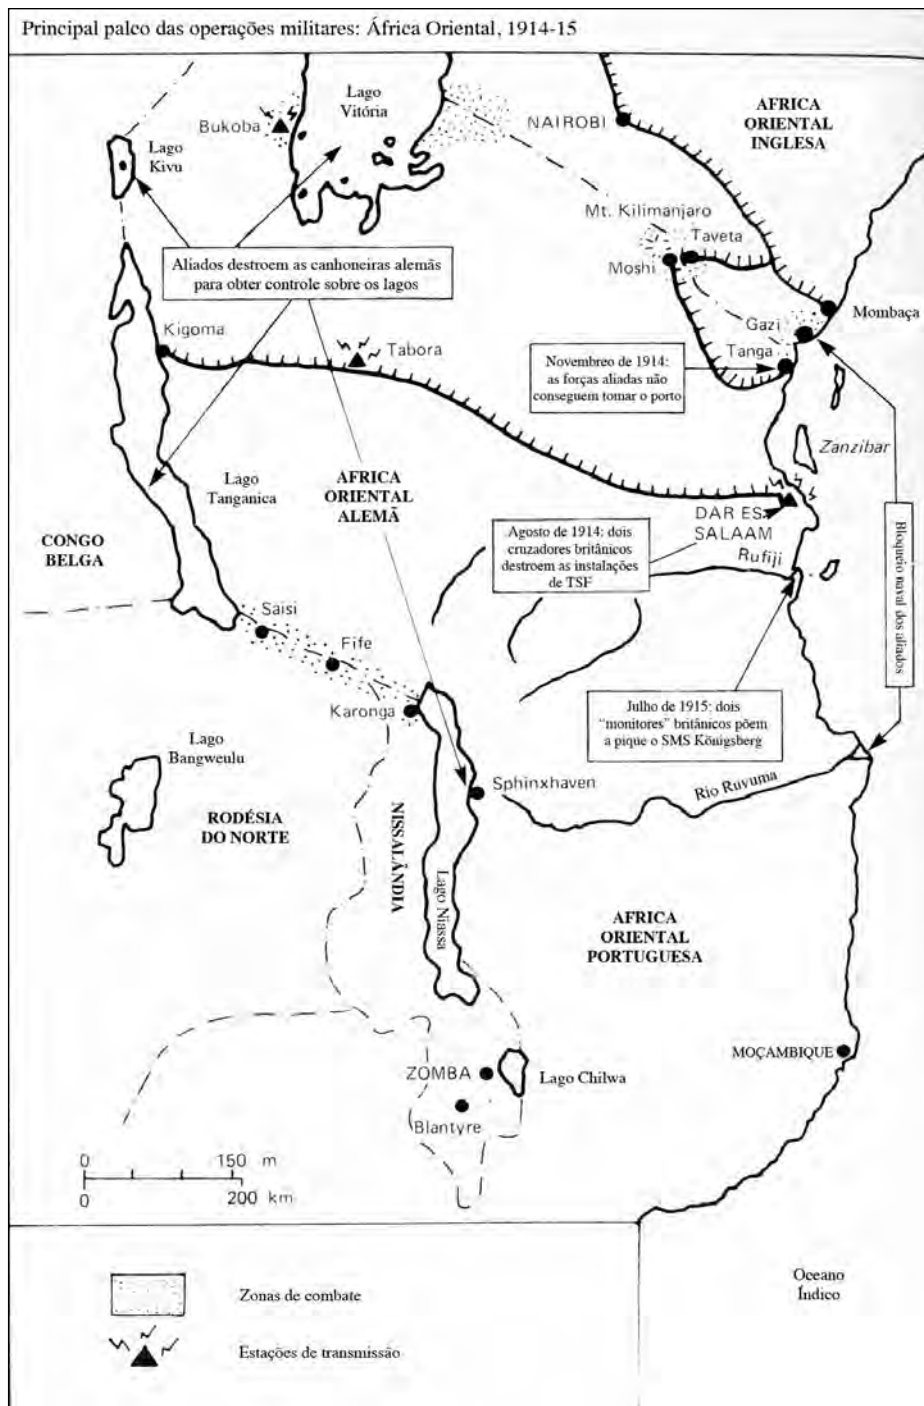 Principal palco das operações militares: África Oriental, 1914-15
Lago
Vitória
Bukoba
NAIROBI
AFRICA
ORIENTAL
INGLESA
Lago
Kivu
Mt. Kilimanjaro
Taveta
Moshi
Aliados destroem as canhoneiras alemãs
para obter controle sobre os lagos
Mombaça
Gazi
Kigoma
Tabora
Tanga
Novembreo de 1914:
as forças aliadas não
conseguem tomar o porto
Zanzibar
Lago
Tanganica
AFRICA
ORIENTAL
ALEMÃ
DAR ES
SALAAM
CONGO
BELGA
Agosto de 1914: dois
cruzadores britânicos
destroem as instalações
de TSF
Rufiji
Bloqueio naval dos aliados
Saisi
Fife
Karonga
Julho de 1915: dois
“monitores” britânicos põem
a pique o SMS Königsberg
Lago
Bangweulu
Sphinxhaven
Rio Ruvuma
RODÉSIA
DO NORTE
NISSALÂNDIA
Lago Niassa
AFRICA
ORIENTAL
PORTUGUESA
MOÇAMBIQUE
ZOMBA
Lago Chilwa
Blantyre
0 150 m
0 200 km
Oceano
Índico
Zonas de combate
Estações de transmissão